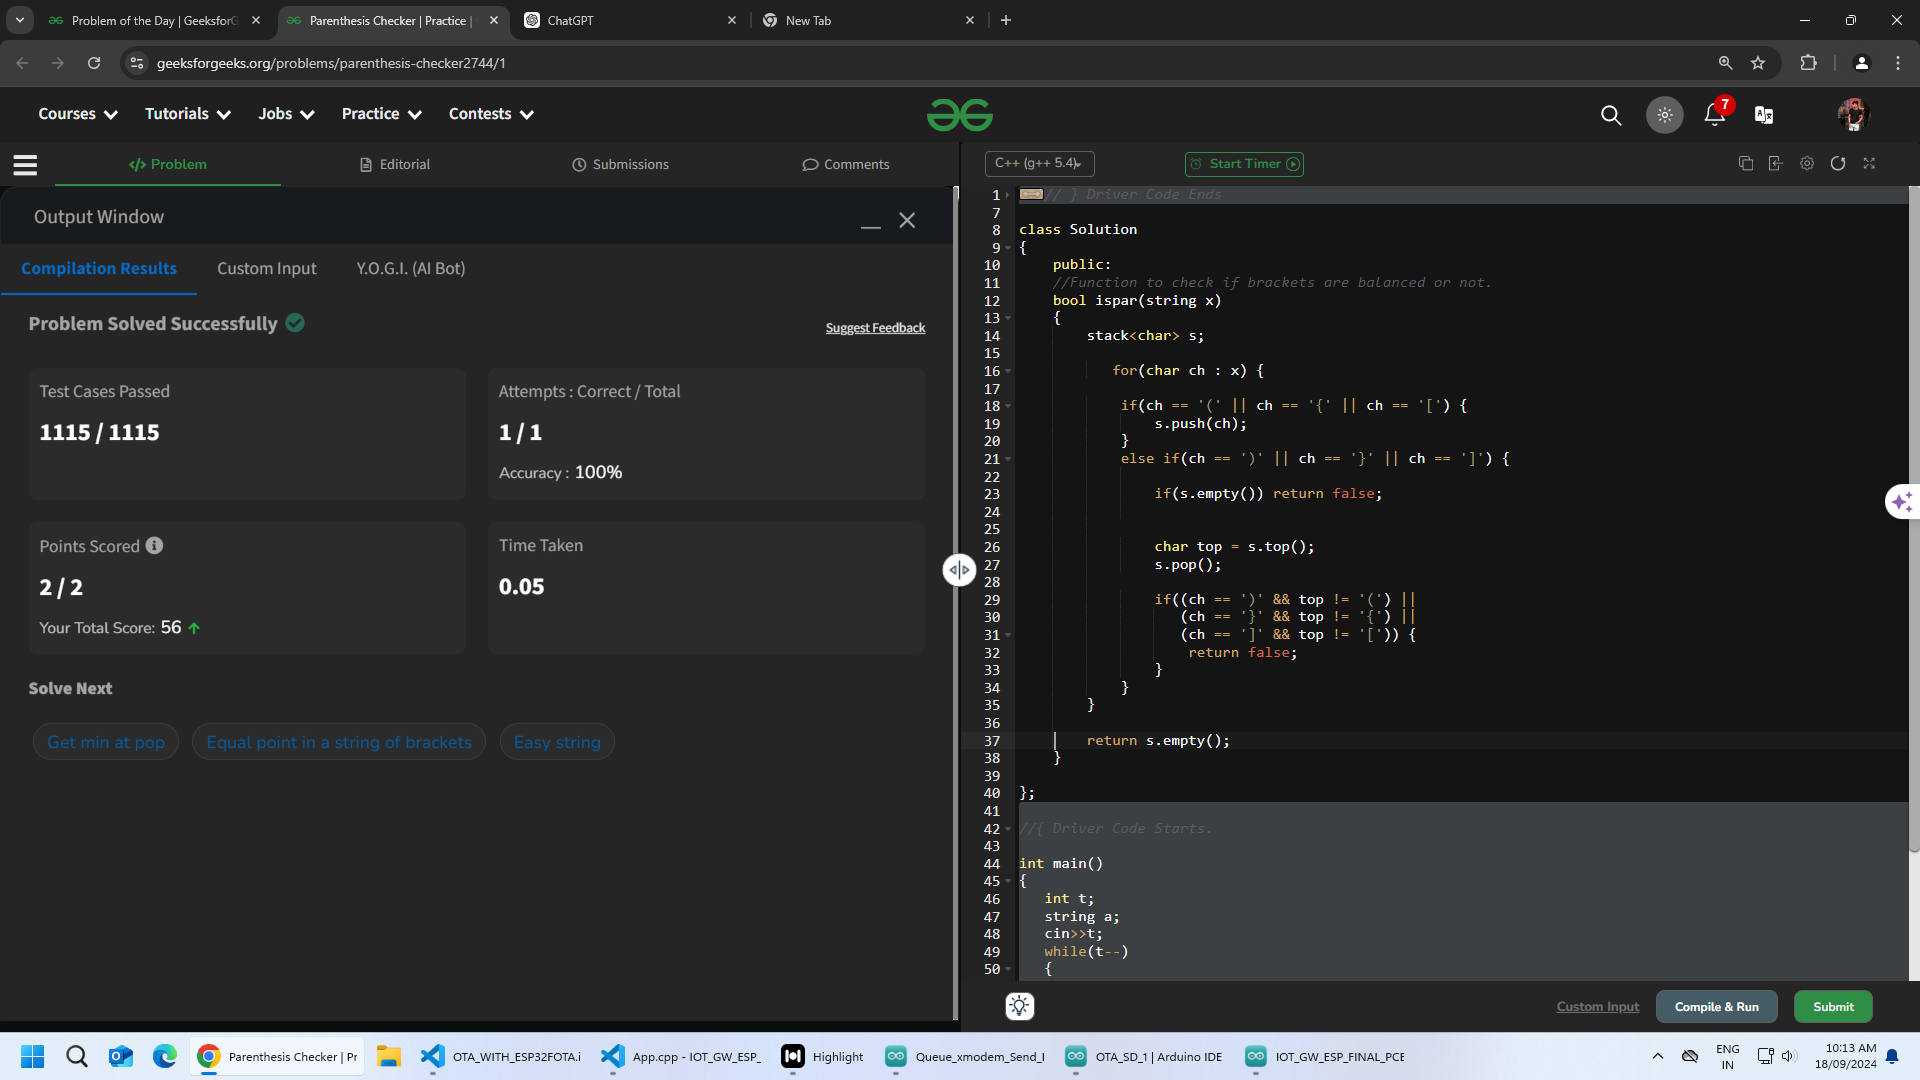 Problem of the Day | GeeksforG
Parenthesis Checker | Practice |
ChatGPT
New Tab
geeksforgeeks.org/problems/parenthesis-checker2744/1
Courses
Tutorials
Jobs
Practice
Contests
7
Problem
Editorial
Submissions
Comments
C++ (g++ 5.4)
Start Timer
Output Window
Compilation Results
Custom Input
Y.O.G.I. (AI Bot)
Problem Solved Successfully
Suggest Feedback
Test Cases Passed
1115 / 1115
Attempts : Correct / Total
1 / 1
Accuracy : 100%
Points Scored
2 / 2
Your Total Score: 56
Time Taken
0.05
Solve Next
Get min at pop
Equal point in a string of brackets
Easy string
1 // } Driver Code Ends
7
8 class Solution
9 {
10 public:
11 //Function to check if brackets are balanced or not.
12 bool ispar(string x)
13 {
14 stack<char> s;
15
16 for(char ch : x) {
17
18 if(ch == '(' || ch == '{' || ch == '[') {
19 s.push(ch);
20 }
21 else if(ch == ')' || ch == '}' || ch == ']') {
22
23 if(s.empty()) return false;
24
25
26 char top = s.top();
27 s.pop();
28
29 if((ch == ')' && top != '(') ||
30 (ch == '}' && top != '{') ||
31 (ch == ']' && top != '[')) {
32 return false;
33 }
34 }
35 }
36
37 return s.empty();
38 }
39
40 };
41
42 //{ Driver Code Starts.
43
44 int main()
45 {
46 int t;
47 string a;
48 cin>>t;
49 while(t--)
50 {
Custom Input
Compile & Run
Submit
Parenthesis Checker | Pr
OTA_WITH_ESP32FOTA.i
App.cpp - IOT_GW_ESP_
Highlight
Queue_xmodem_Send_I
OTA_SD_1 | Arduino IDE
IOT_GW_ESP_FINAL_PCE
ENG
IN
10:13 AM
18/09/2024